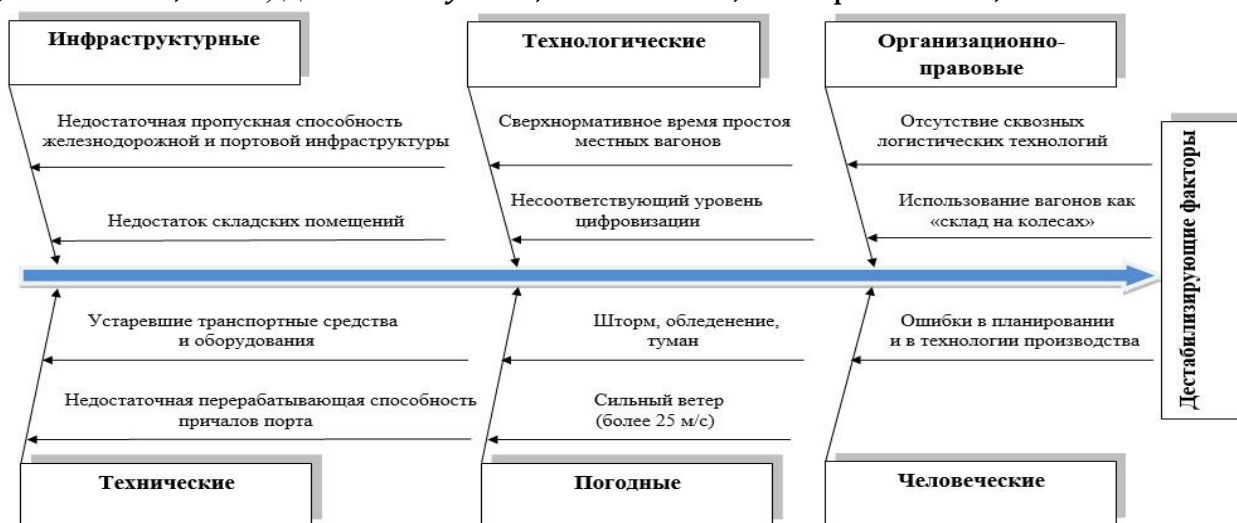 Инфраструктурные
Технологические
Организационно-
правовые
Недостаточная пропускная способность
железнодорожной и портовой инфраструктуры
Сверхнормативное время простоя
местных вагонов
Отсутствие сквозных
логистических технологий
Недостаток складских помещений
Несоответствующий уровень
цифровизации
Использование вагонов как
«склад на колесах»
Дестабилизирующие факторы
Устаревшие транспортные средства
и оборудования
Шторм, обледенение,
туман
Ошибки в планировании
и в технологии производства
Недостаточная перерабатывающая способность
причалов порта
Сильный ветер
(более 25 м/с)
Технические
Погодные
Человеческие